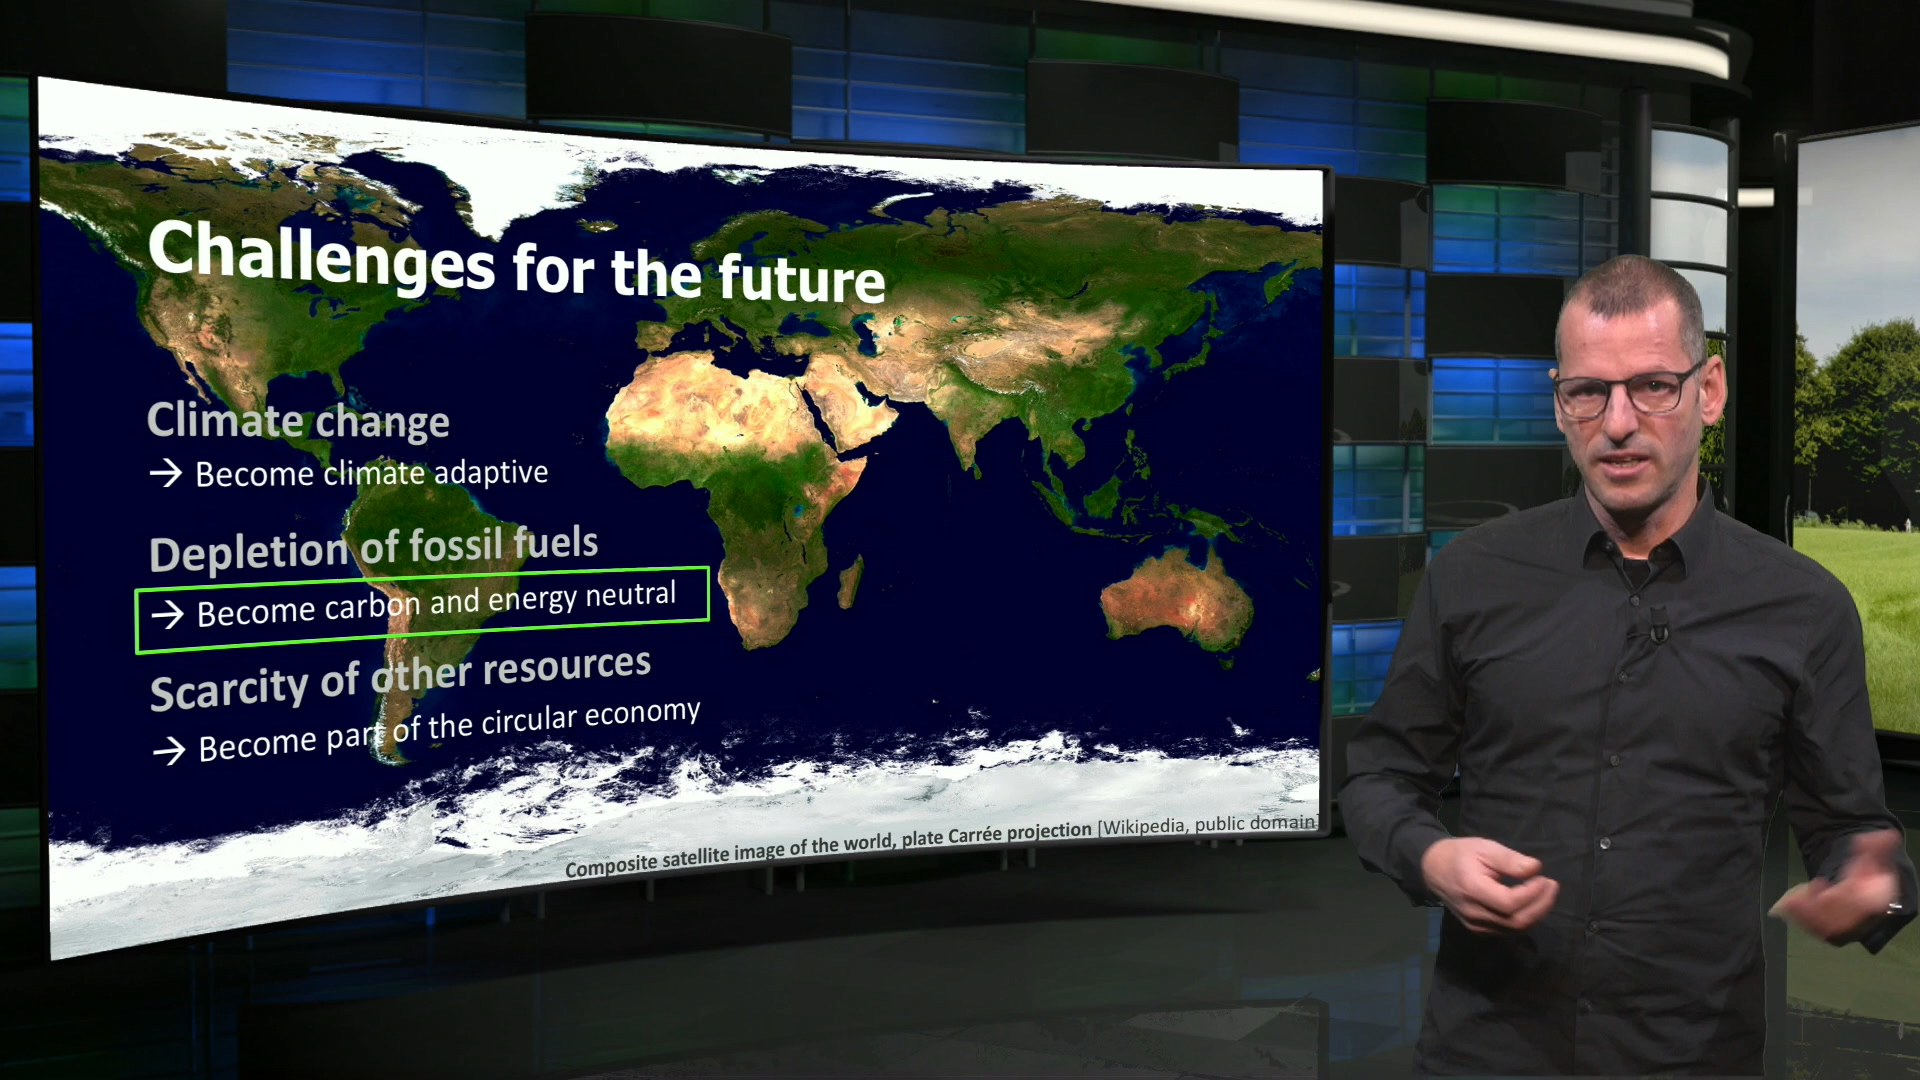 Challenges for the future
Climate change
→ Become climate adaptive
Depletion of fossil fuels
→ Become carbon and energy neutral
Scarcity of other resources
→ Become part of the circular economy
Composite satellite image of the world, plate Carrée projection [Wikipedia, public domain]